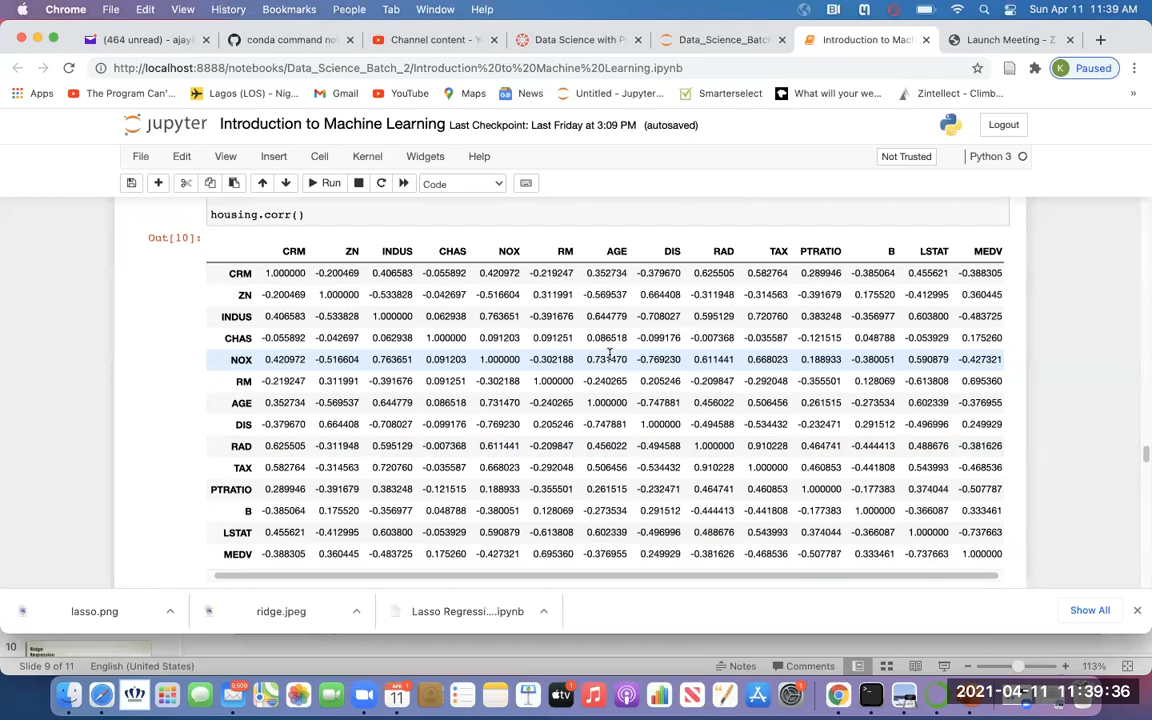 Chrome File Edit View History Bookmarks People Tab Window Help Sun Apr 11 11:39 AM
(464 unread) - ajay conda command no Channel content - Y Data Science with P Data_Science_Batc Introduction to Mac Launch Meeting - Z
http://localhost:8888/notebooks/Data_Science_Batch_2/Introduction%20to%20Machine%20Learning.ipynb K Paused
Apps The Program Can'... Lagos (LOS) - Nig... Gmail YouTube Maps News Untitled - Jupyter... Smarterselect What will your we... Zintellect - Climb... »
jupyter Introduction to Machine Learning Last Checkpoint: Last Friday at 3:09 PM (autosaved) Logout
File Edit View Insert Cell Kernel Widgets Help Not Trusted Python 3
Run Code
housing.corr()
Out[10]:
CRM ZN INDUS CHAS NOX RM AGE DIS RAD TAX PTRATIO B LSTAT MEDV
CRM 1.000000 -0.200469 0.406583 -0.055892 0.420972 -0.219247 0.352734 -0.379670 0.625505 0.582764 0.289946 -0.385064 0.455621 -0.388305
ZN -0.200469 1.000000 -0.533828 -0.042697 -0.516604 0.311991 -0.569537 0.664408 -0.311948 -0.314563 -0.391679 0.175520 -0.412995 0.360445
INDUS 0.406583 -0.533828 1.000000 0.062938 0.763651 -0.391676 0.644779 -0.708027 0.595129 0.720760 0.383248 -0.356977 0.603800 -0.483725
CHAS -0.055892 -0.042697 0.062938 1.000000 0.091203 0.091251 0.086518 -0.099176 -0.007368 -0.035587 -0.121515 0.048788 -0.053929 0.175260
NOX 0.420972 -0.516604 0.763651 0.091203 1.000000 -0.302188 0.731470 -0.769230 0.611441 0.668023 0.188933 -0.380051 0.590879 -0.427321
RM -0.219247 0.311991 -0.391676 0.091251 -0.302188 1.000000 -0.240265 0.205246 -0.209847 -0.292048 -0.355501 0.128069 -0.613808 0.695360
AGE 0.352734 -0.569537 0.644779 0.086518 0.731470 -0.240265 1.000000 -0.747881 0.456022 0.506456 0.261515 -0.273534 0.602339 -0.376955
DIS -0.379670 0.664408 -0.708027 -0.099176 -0.769230 0.205246 -0.747881 1.000000 -0.494588 -0.534432 -0.232471 0.291512 -0.496996 0.249929
RAD 0.625505 -0.311948 0.595129 -0.007368 0.611441 -0.209847 0.456022 -0.494588 1.000000 0.910228 0.464741 -0.444413 0.488676 -0.381626
TAX 0.582764 -0.314563 0.720760 -0.035587 0.668023 -0.292048 0.506456 -0.534432 0.910228 1.000000 0.460853 -0.441808 0.543993 -0.468536
PTRATIO 0.289946 -0.391679 0.383248 -0.121515 0.188933 -0.355501 0.261515 -0.232471 0.464741 0.460853 1.000000 -0.177383 0.374044 -0.507787
B -0.385064 0.175520 -0.356977 0.048788 -0.380051 0.128069 -0.273534 0.291512 -0.444413 -0.441808 -0.177383 1.000000 -0.366087 0.333461
LSTAT 0.455621 -0.412995 0.603800 -0.053929 0.590879 -0.613808 0.602339 -0.496996 0.488676 0.543993 0.374044 -0.366087 1.000000 -0.737663
MEDV -0.388305 0.360445 -0.483725 0.175260 -0.427321 0.695360 -0.376955 0.249929 -0.381626 -0.468536 -0.507787 0.333461 -0.737663 1.000000
lasso.png ridge.jpeg Lasso Regressi....ipynb Show All
10 Ridge
Regression
Slide 9 of 11 English (United States) Notes Comments 113%
2021-04-11 11:39:36